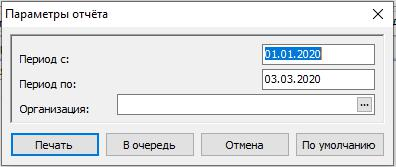 Параметры отчёта
Период с: 01.01.2020
Период по: 03.03.2020
Организация: ...
Печать В очередь Отмена По умолчанию